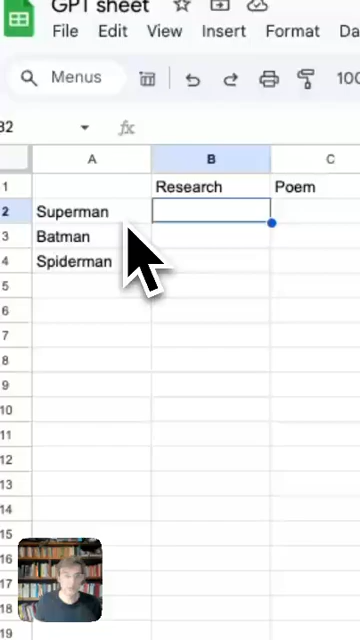 GPT sheet
File Edit View Insert Format
Menus 100
B2 fx
A B C
1 Research Poem
2 Superman
3 Batman
4 Spiderman
5
6
7
8
9
10
11
12
13
14
15
16
17
18
19